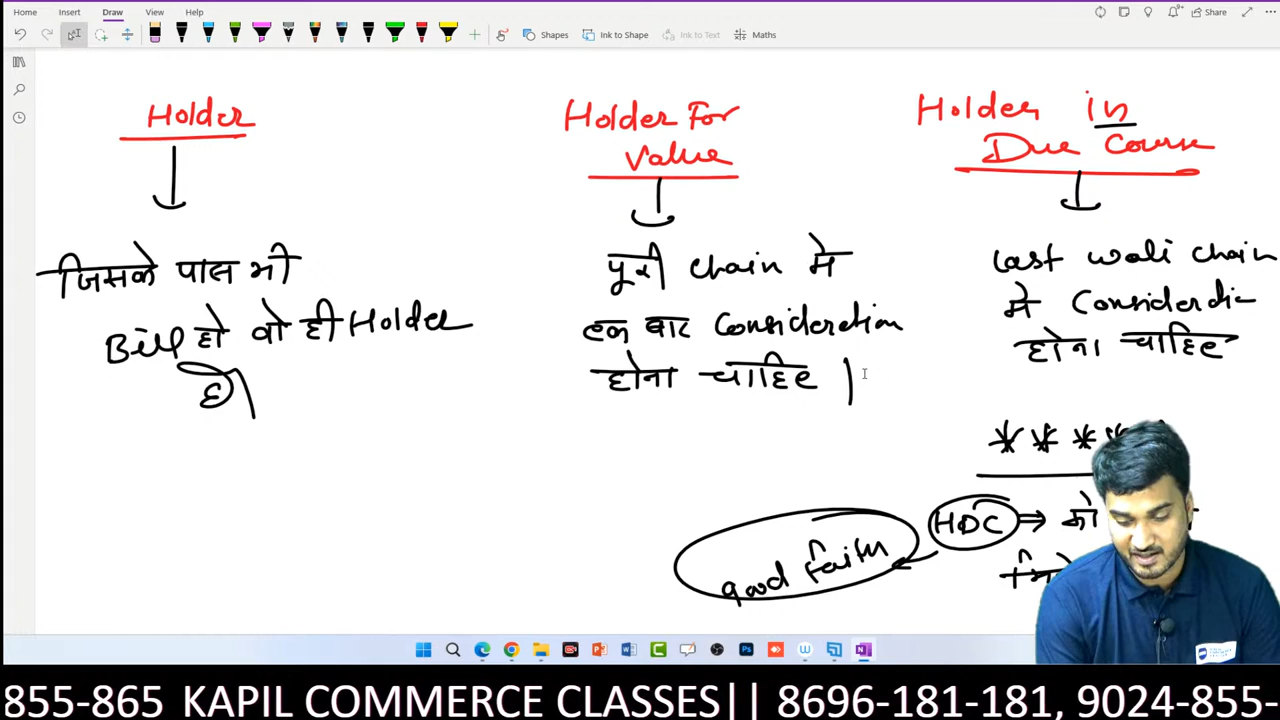 Home Insert Draw View Help Share
Shapes Ink to Shape Ink to Text Maths
Holder
जिसके पास भी
Bill हो वो ही Holder
है।
Holder For
Value
पूरी chain में
एक बार Consideration
होना चाहिए |
Holder in
Due Course
Last wali chain
में
होना चाहिए
****
HDC ⇒ को
good faith
855-865 KAPIL COMMERCE CLASSES|| 8696-181-181, 9024-855-